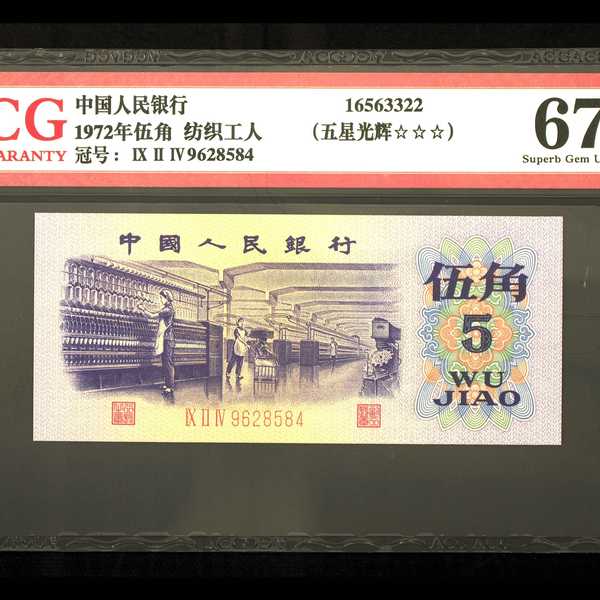 CG
ARANTY
中国人民银行
1972年伍角 纺织工人
冠号：Ⅸ Ⅱ Ⅳ 9628584
16563322
（五星光辉☆☆☆）
67
Superb Gem U
中國人民銀行
伍角
5
WU
JIAO
Ⅸ Ⅱ Ⅳ 9628584